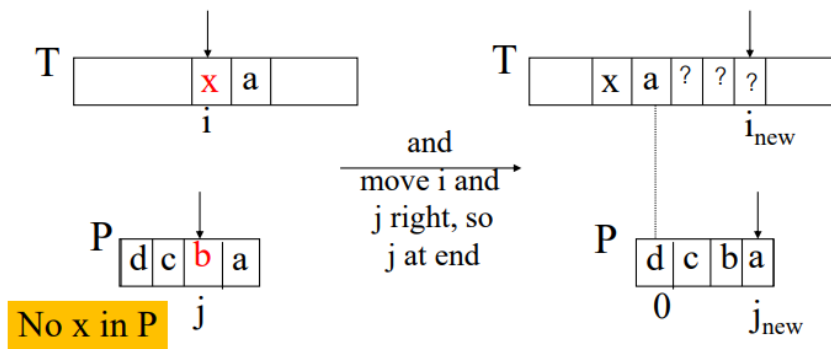 T
x a
i
P
d c b a
j
No x in P
and
move i and
j right, so
j at end
T
x a ? ? ?
i new
P
d c b a
0
j new